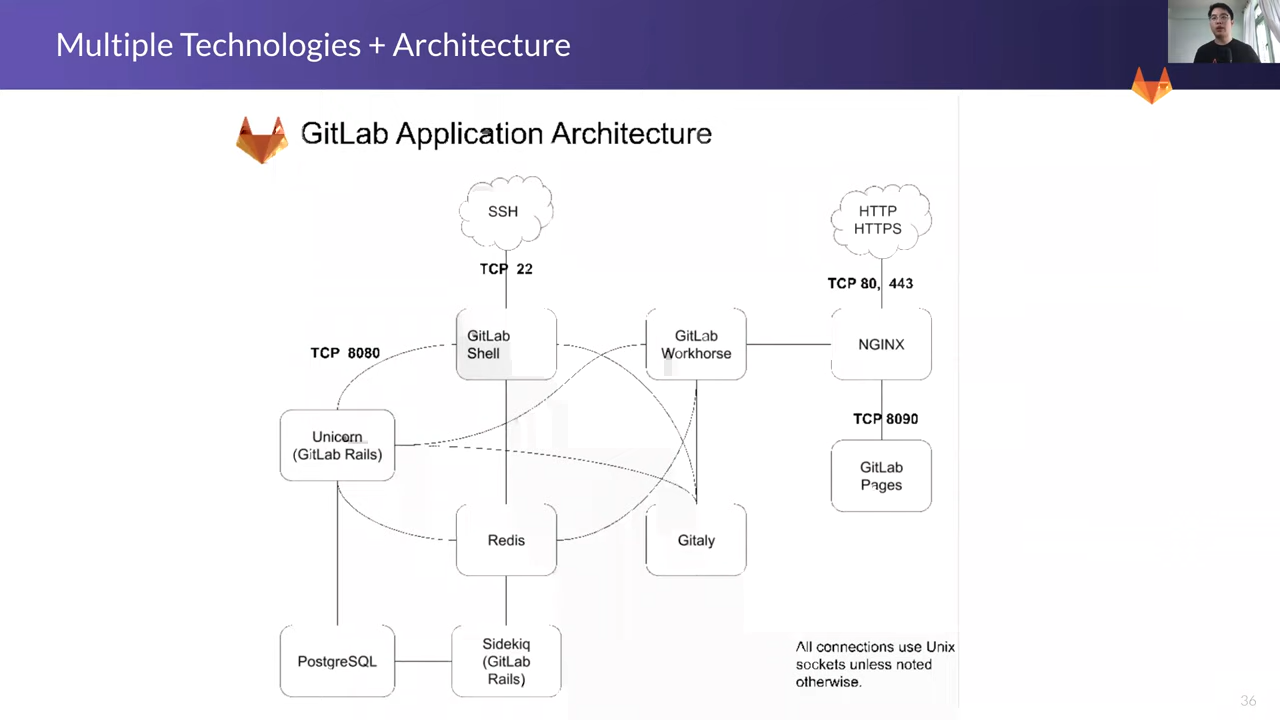 Multiple Technologies + Architecture
GitLab Application Architecture
SSH
HTTP
HTTPS
TCP 22
TCP 80, 443
GitLab
Shell
GitLab
Workhorse
NGINX
TCP 8080
TCP 8090
Unicorn
(GitLab Rails)
GitLab
Pages
Redis
Gitaly
PostgreSQL
Sidekiq
(GitLab
Rails)
All connections use Unix
sockets unless noted
otherwise.
36